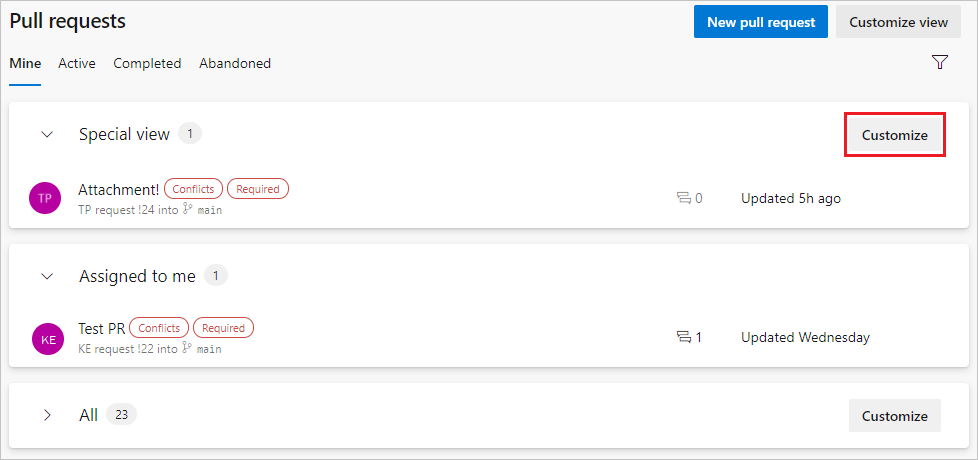 Pull requests
New pull request
Customize view
Mine Active Completed Abandoned
Special view 1
Customize
TP
Attachment! Conflicts Required
0 Updated 5h ago
TP request !24 into main
Assigned to me 1
KE
Test PR Conflicts Required
1 Updated Wednesday
KE request !22 into main
All 23
Customize